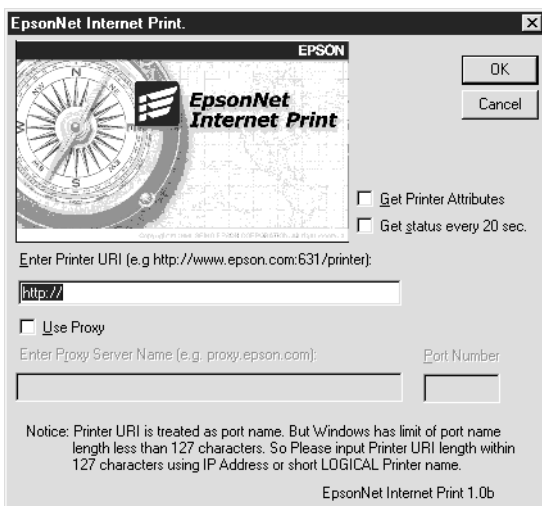 EpsonNet Internet Print.
EPSON
EpsonNet
Internet Print
N
W
S
OK
Cancel
Get Printer Attributes
Get status every 20 sec.
Enter Printer URI (e.g http://www.epson.com:631/printer):
http://
Use Proxy
Enter Proxy Server Name (e.g. proxy.epson.com):
Port Number
Notice: Printer URI is treated as port name. But Windows has limit of port name
length less than 127 characters. So Please input Printer URI length within
127 characters using IP Address or short LOGICAL Printer name.
EpsonNet Internet Print 1.0b